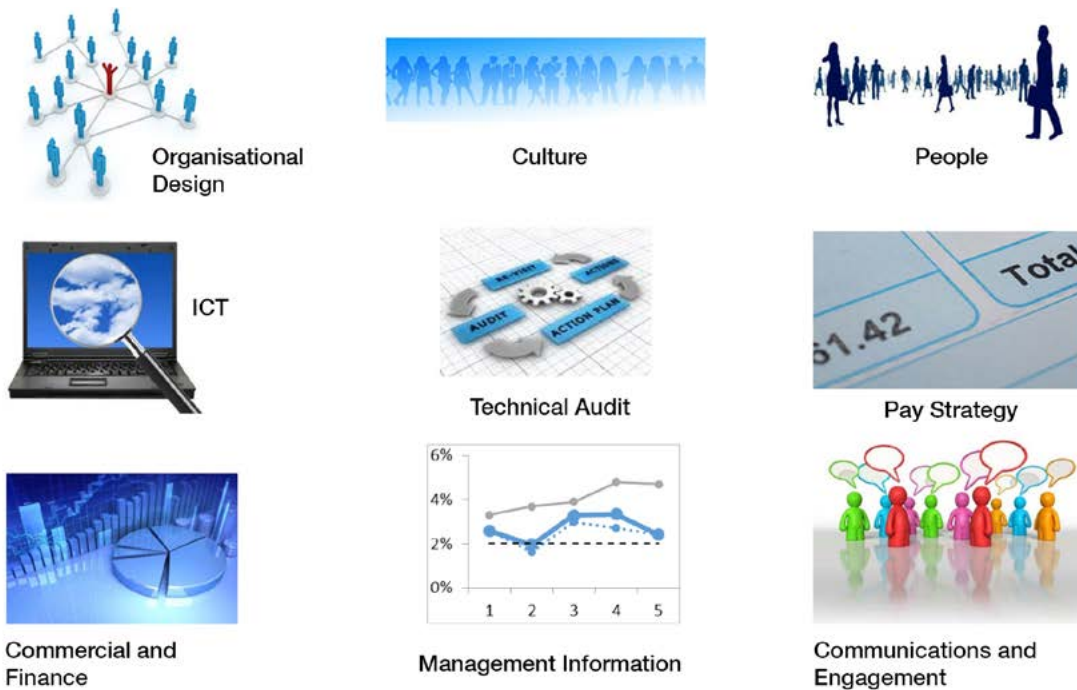 Organisational
Design
Culture
People
ICT
RE-VISIT
ACTIONS
AUDIT
ACTION PLAN
Technical Audit
Total
61.42
Pay Strategy
Commercial and
Finance
6%
4%
2%
0%
1 2 3 4 5
Management Information
Communications and
Engagement